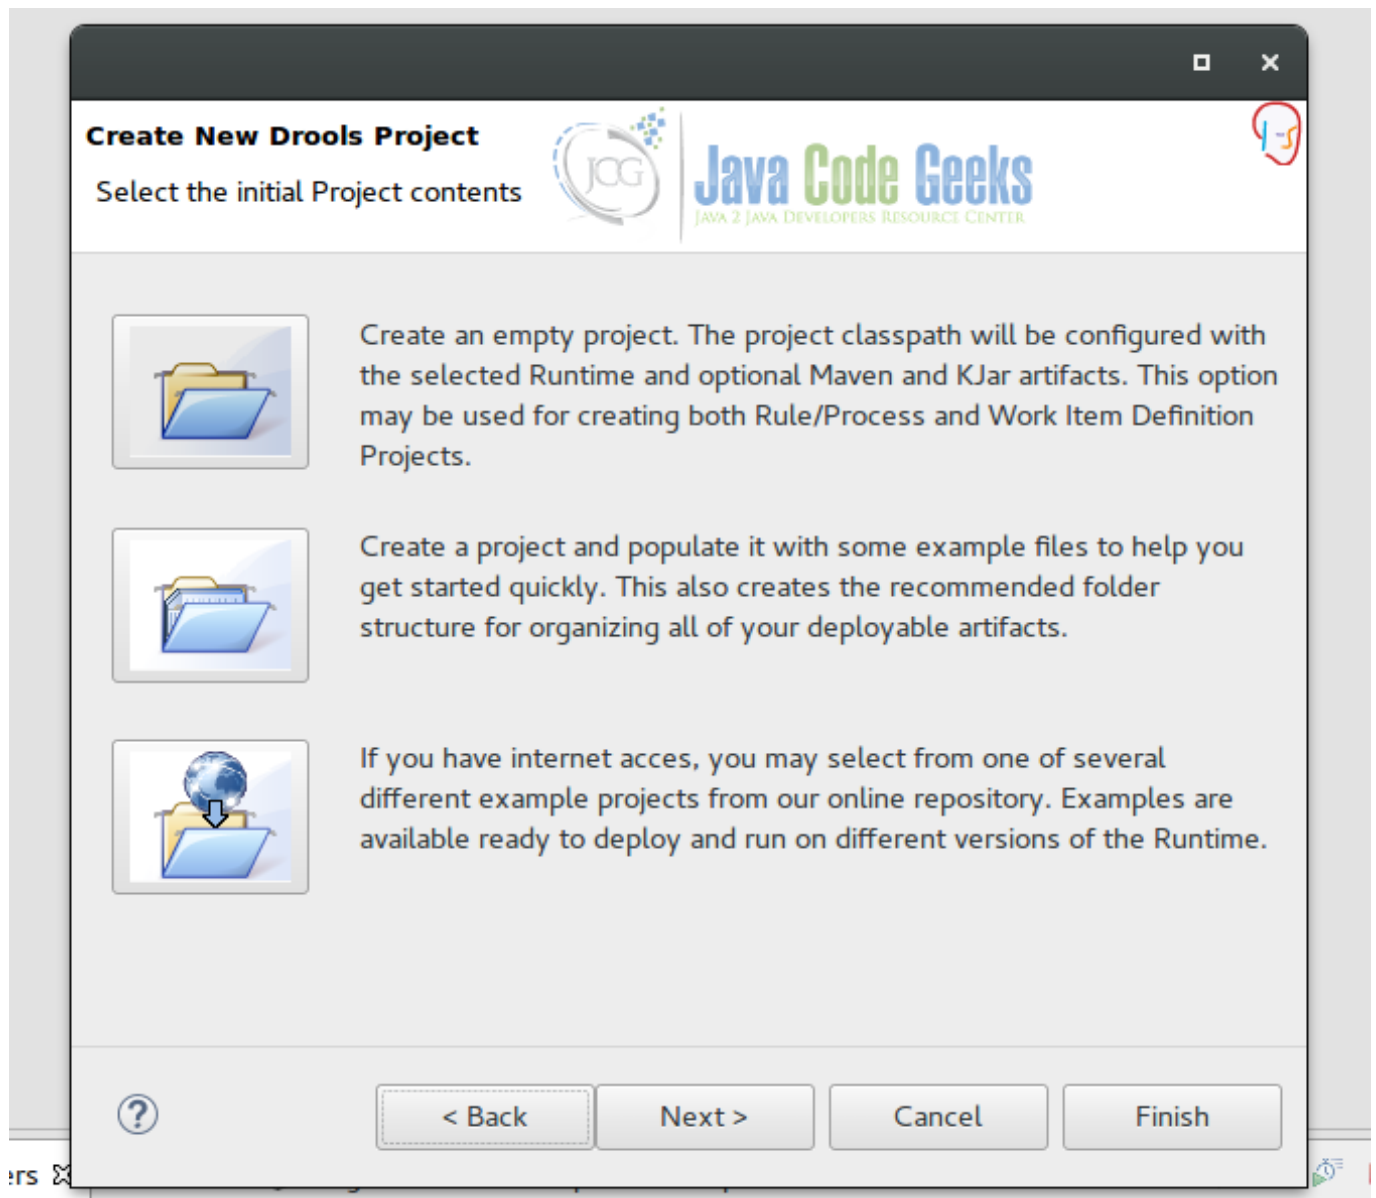 Create New Drools Project
Select the initial Project contents
JCG
Java Code Geeks
JAVA 2 JAVA DEVELOPERS RESOURCE CENTER
Create an empty project. The project classpath will be configured with
the selected Runtime and optional Maven and KJar artifacts. This option
may be used for creating both Rule/Process and Work Item Definition
Projects.
Create a project and populate it with some example files to help you
get started quickly. This also creates the recommended folder
structure for organizing all of your deployable artifacts.
If you have internet acces, you may select from one of several
different example projects from our online repository. Examples are
available ready to deploy and run on different versions of the Runtime.
?
< Back
Next >
Cancel
Finish
ers